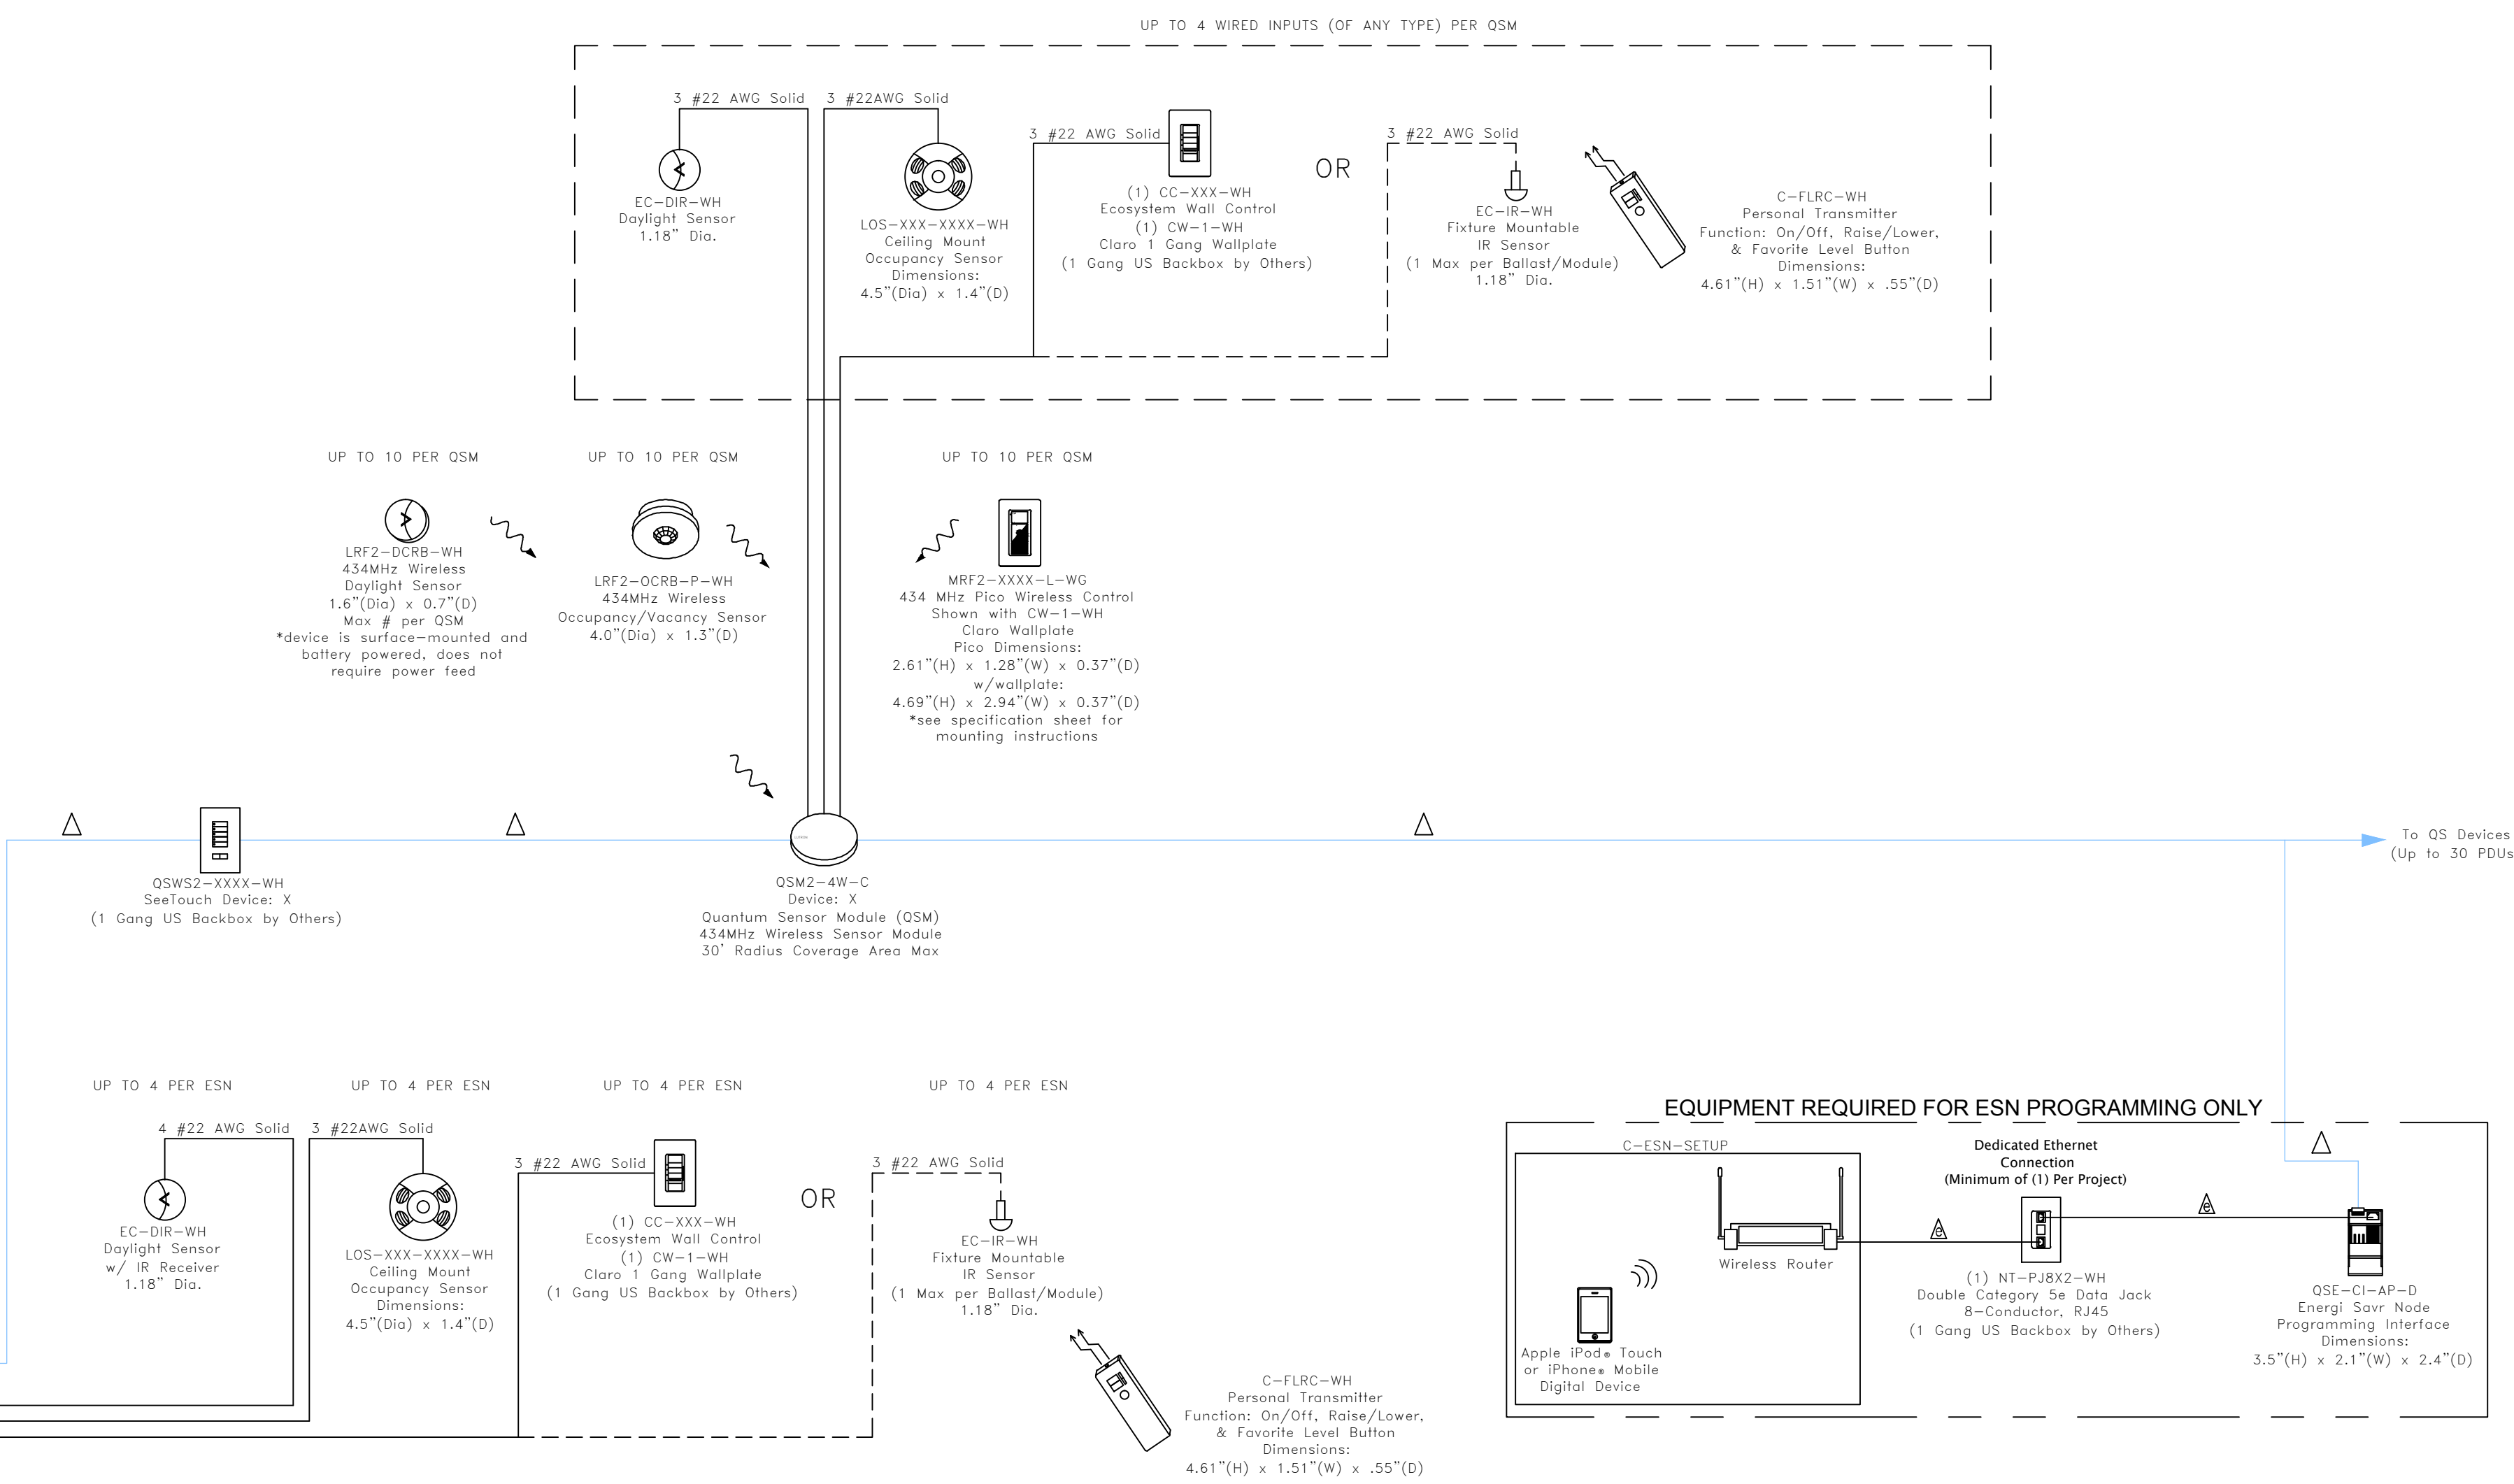 UP TO 4 WIRED INPUTS (OF ANY TYPE) PER QSM
3 #22 AWG Solid
EC-DIR-WH
Daylight Sensor
1.18" Dia.
3 #22AWG Solid
LOS-XXX-XXXX-WH
Ceiling Mount
Occupancy Sensor
Dimensions:
4.5"(Dia) x 1.4"(D)
3 #22 AWG Solid
(1) CC-XXX-WH
Ecosystem Wall Control
(1) CW-1-WH
Claro 1 Gang Wallplate
(1 Gang US Backbox by Others)
OR
3 #22 AWG Solid
EC-IR-WH
Fixture Mountable
IR Sensor
(1 Max per Ballast/Module)
1.18" Dia.
C-FLRC-WH
Personal Transmitter
Function: On/Off, Raise/Lower,
& Favorite Level Button
Dimensions:
4.61"(H) x 1.51"(W) x .55"(D)
UP TO 10 PER QSM
LRF2-DCRB-WH
434MHz Wireless
Daylight Sensor
1.6"(Dia) x 0.7"(D)
Max # per QSM
*device is surface-mounted and
battery powered, does not
require power feed
UP TO 10 PER QSM
LRF2-OCRB-P-WH
434MHz Wireless
Occupancy/Vacancy Sensor
4.0"(Dia) x 1.3"(D)
UP TO 10 PER QSM
MRF2-XXXX-L-WG
434 MHz Pico Wireless Control
Shown with CW-1-WH
Claro Wallplate
Pico Dimensions:
2.61"(H) x 1.28"(W) x 0.37"(D)
w/wallplate:
4.69"(H) x 2.94"(W) x 0.37"(D)
*see specification sheet for
mounting instructions
QSWS2-XXXX-WH
SeeTouch Device: X
(1 Gang US Backbox by Others)
LUTRON
QSM2-4W-C
Device: X
Quantum Sensor Module (QSM)
434MHz Wireless Sensor Module
30' Radius Coverage Area Max
To QS Devices
(Up to 30 PDUs
UP TO 4 PER ESN
4 #22 AWG Solid
EC-DIR-WH
Daylight Sensor
w/ IR Receiver
1.18" Dia.
UP TO 4 PER ESN
3 #22AWG Solid
LOS-XXX-XXXX-WH
Ceiling Mount
Occupancy Sensor
Dimensions:
4.5"(Dia) x 1.4"(D)
UP TO 4 PER ESN
3 #22 AWG Solid
(1) CC-XXX-WH
Ecosystem Wall Control
(1) CW-1-WH
Claro 1 Gang Wallplate
(1 Gang US Backbox by Others)
OR
UP TO 4 PER ESN
3 #22 AWG Solid
EC-IR-WH
Fixture Mountable
IR Sensor
(1 Max per Ballast/Module)
1.18" Dia.
C-FLRC-WH
Personal Transmitter
Function: On/Off, Raise/Lower,
& Favorite Level Button
Dimensions:
4.61"(H) x 1.51"(W) x .55"(D)
EQUIPMENT REQUIRED FOR ESN PROGRAMMING ONLY
C-ESN-SETUP
Wireless Router
Apple iPod® Touch
or iPhone® Mobile
Digital Device
Dedicated Ethernet
Connection
(Minimum of (1) Per Project)
e
e
(1) NT-PJ8X2-WH
Double Category 5e Data Jack
8-Conductor, RJ45
(1 Gang US Backbox by Others)
QSE-CI-AP-D
Energi Savr Node
Programming Interface
Dimensions:
3.5"(H) x 2.1"(W) x 2.4"(D)